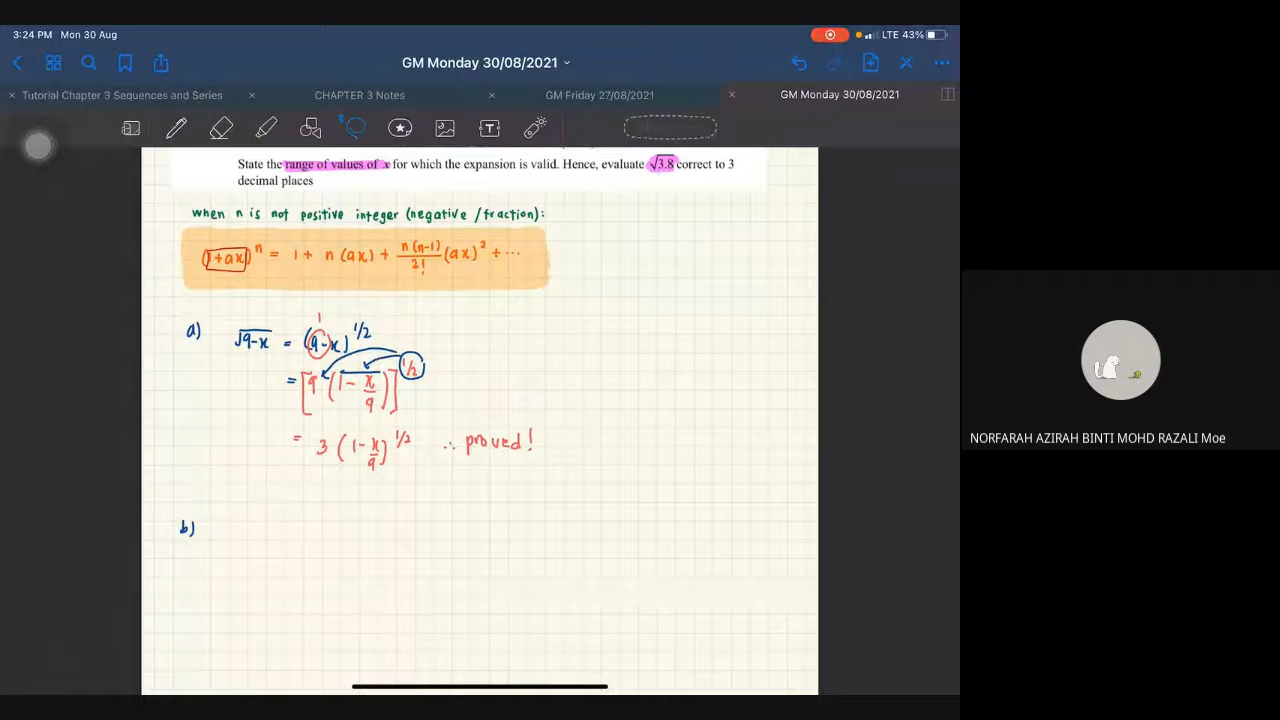 3:24 PM Mon 30 Aug
LTE 43%
GM Monday 30/08/2021
Tutorial Chapter 3 Sequences and Series
CHAPTER 3 Notes
GM Friday 27/08/2021
GM Monday 30/08/2021
State the range of values of x for which the expansion is valid. Hence, evaluate √3.8 correct to 3
decimal places
when n is not positive integer (negative /fraction):
(1+ax)^n = 1 + n(ax) + n(n-1)/2! (ax)^2 + ...
a) √9-x = (9-x)^1/2
1
= [9(1-x/9)]^1/2
= 3(1-x/9)^1/2 ∴ proved!
b)
NORFARAH AZIRAH BINTI MOHD RAZALI Moe